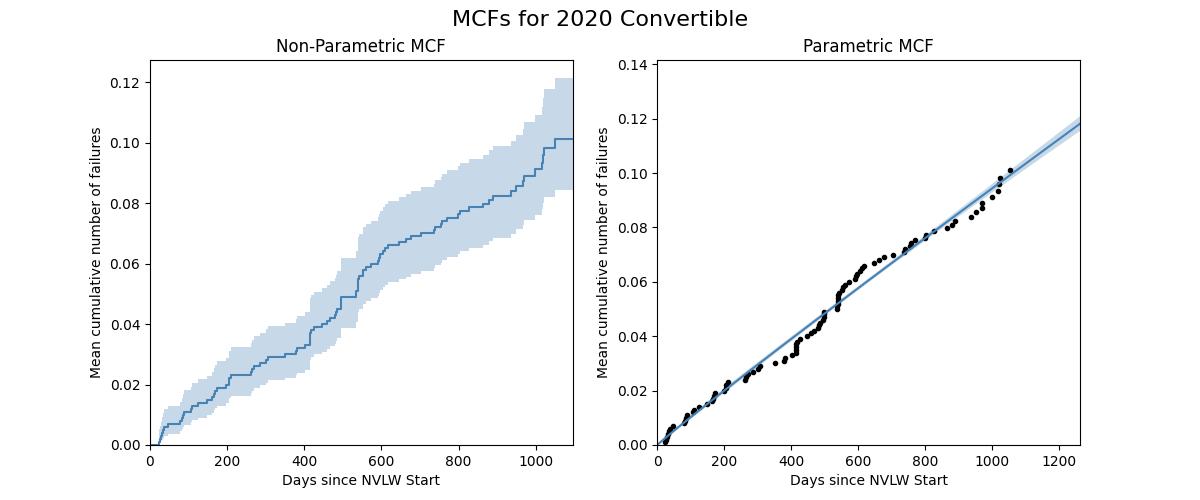 MCFs for 2020 Convertible
Non-Parametric MCF
Mean cumulative number of failures
0.12
0.10
0.08
0.06
0.04
0.02
0.00
0 200 400 600 800 1000
Days since NVLW Start
Parametric MCF
Mean cumulative number of failures
0.14
0.12
0.10
0.08
0.06
0.04
0.02
0.00
0 200 400 600 800 1000 1200
Days since NVLW Start